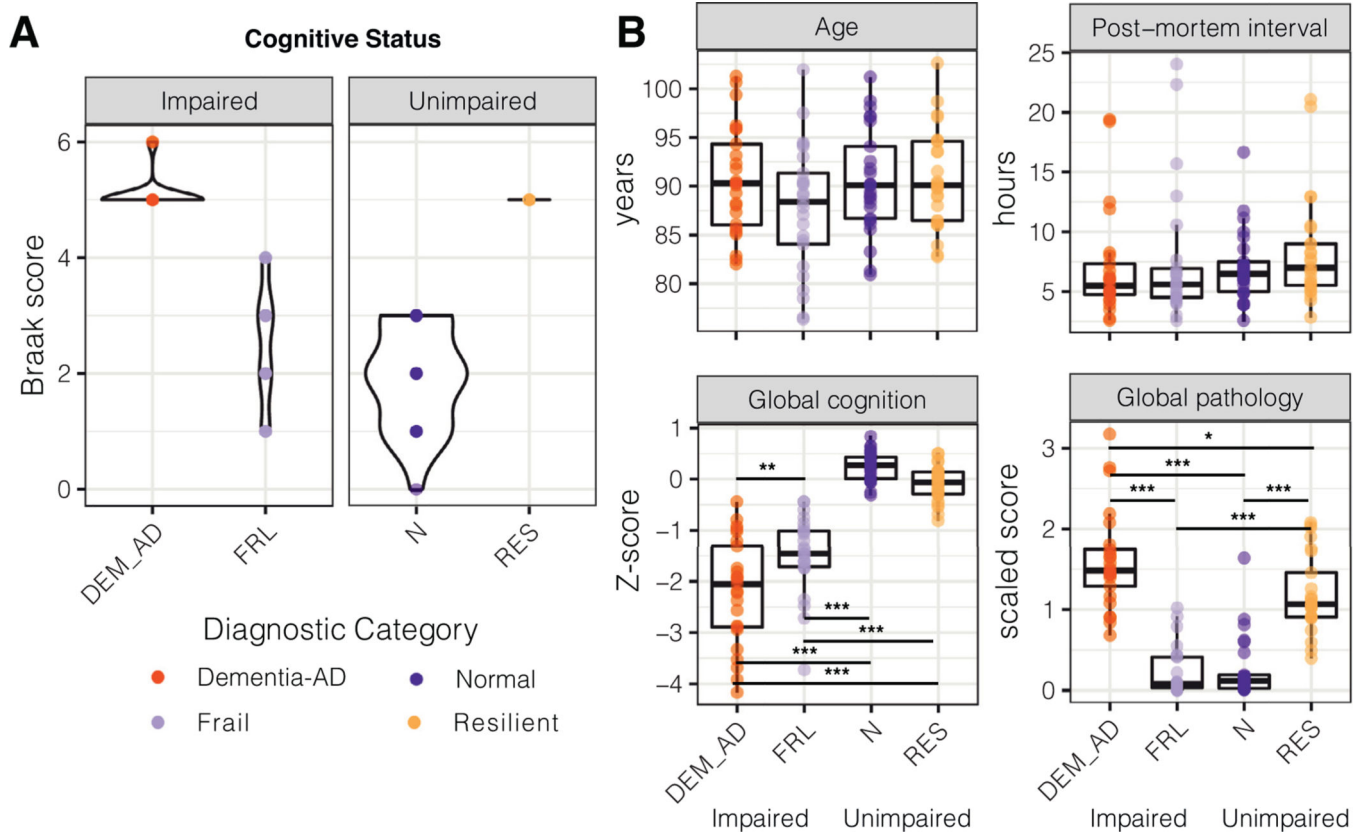 A
Cognitive Status
Impaired
Unimpaired
Braak score
6
4
2
0
DEM_AD
FRL
N
RES
Diagnostic Category
Dementia-AD
Normal
Frail
Resilient
B
Age
years
100
95
90
85
80
Post-mortem interval
hours
25
20
15
10
5
Global cognition
Z-score
1
0
−1
−2
−3
−4
**
***
***
***
***
DEM_AD
FRL
N
RES
Impaired
Unimpaired
Global pathology
scaled score
3
2
1
0
*
***
***
***
***
DEM_AD
FRL
N
RES
Impaired
Unimpaired